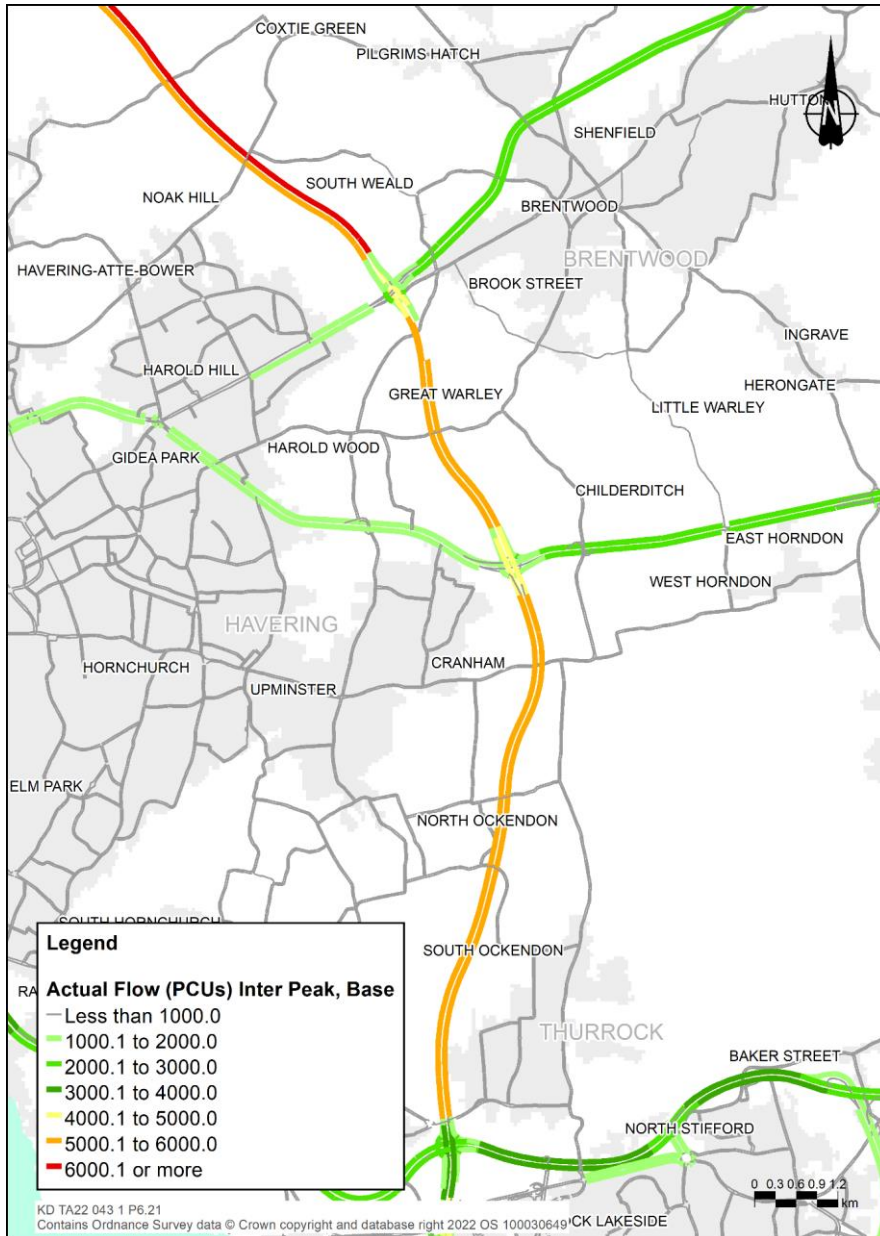 COXTIE GREEN
PILGRIMS HATCH
HUTTON
N
SHENFIELD
SOUTH WEALD
NOAK HILL
BRENTWOOD
BRENTWOOD
HAVERING-ATTE-BOWER
BROOK STREET
INGRAVE
HAROLD HILL
HERONGATE
GREAT WARLEY
LITTLE WARLEY
HAROLD WOOD
GIDEA PARK
CHILDERDITCH
EAST HORNDON
WEST HORNDON
HAVERING
CRANHAM
HORNCHURCH
UPMINSTER
ELM PARK
NORTH OCKENDON
SOUTH HORNCHURCH
SOUTH OCKENDON
RA
THURROCK
BAKER STREET
NORTH STIFFORD
OCK LAKESIDE
Legend
Actual Flow (PCUs) Inter Peak, Base
Less than 1000.0
1000.1 to 2000.0
2000.1 to 3000.0
3000.1 to 4000.0
4000.1 to 5000.0
5000.1 to 6000.0
6000.1 or more
0 0.3 0.6 0.9 1.2
km
KD TA22 043 1 P6.21
Contains Ordnance Survey data © Crown copyright and database right 2022 OS 100030649